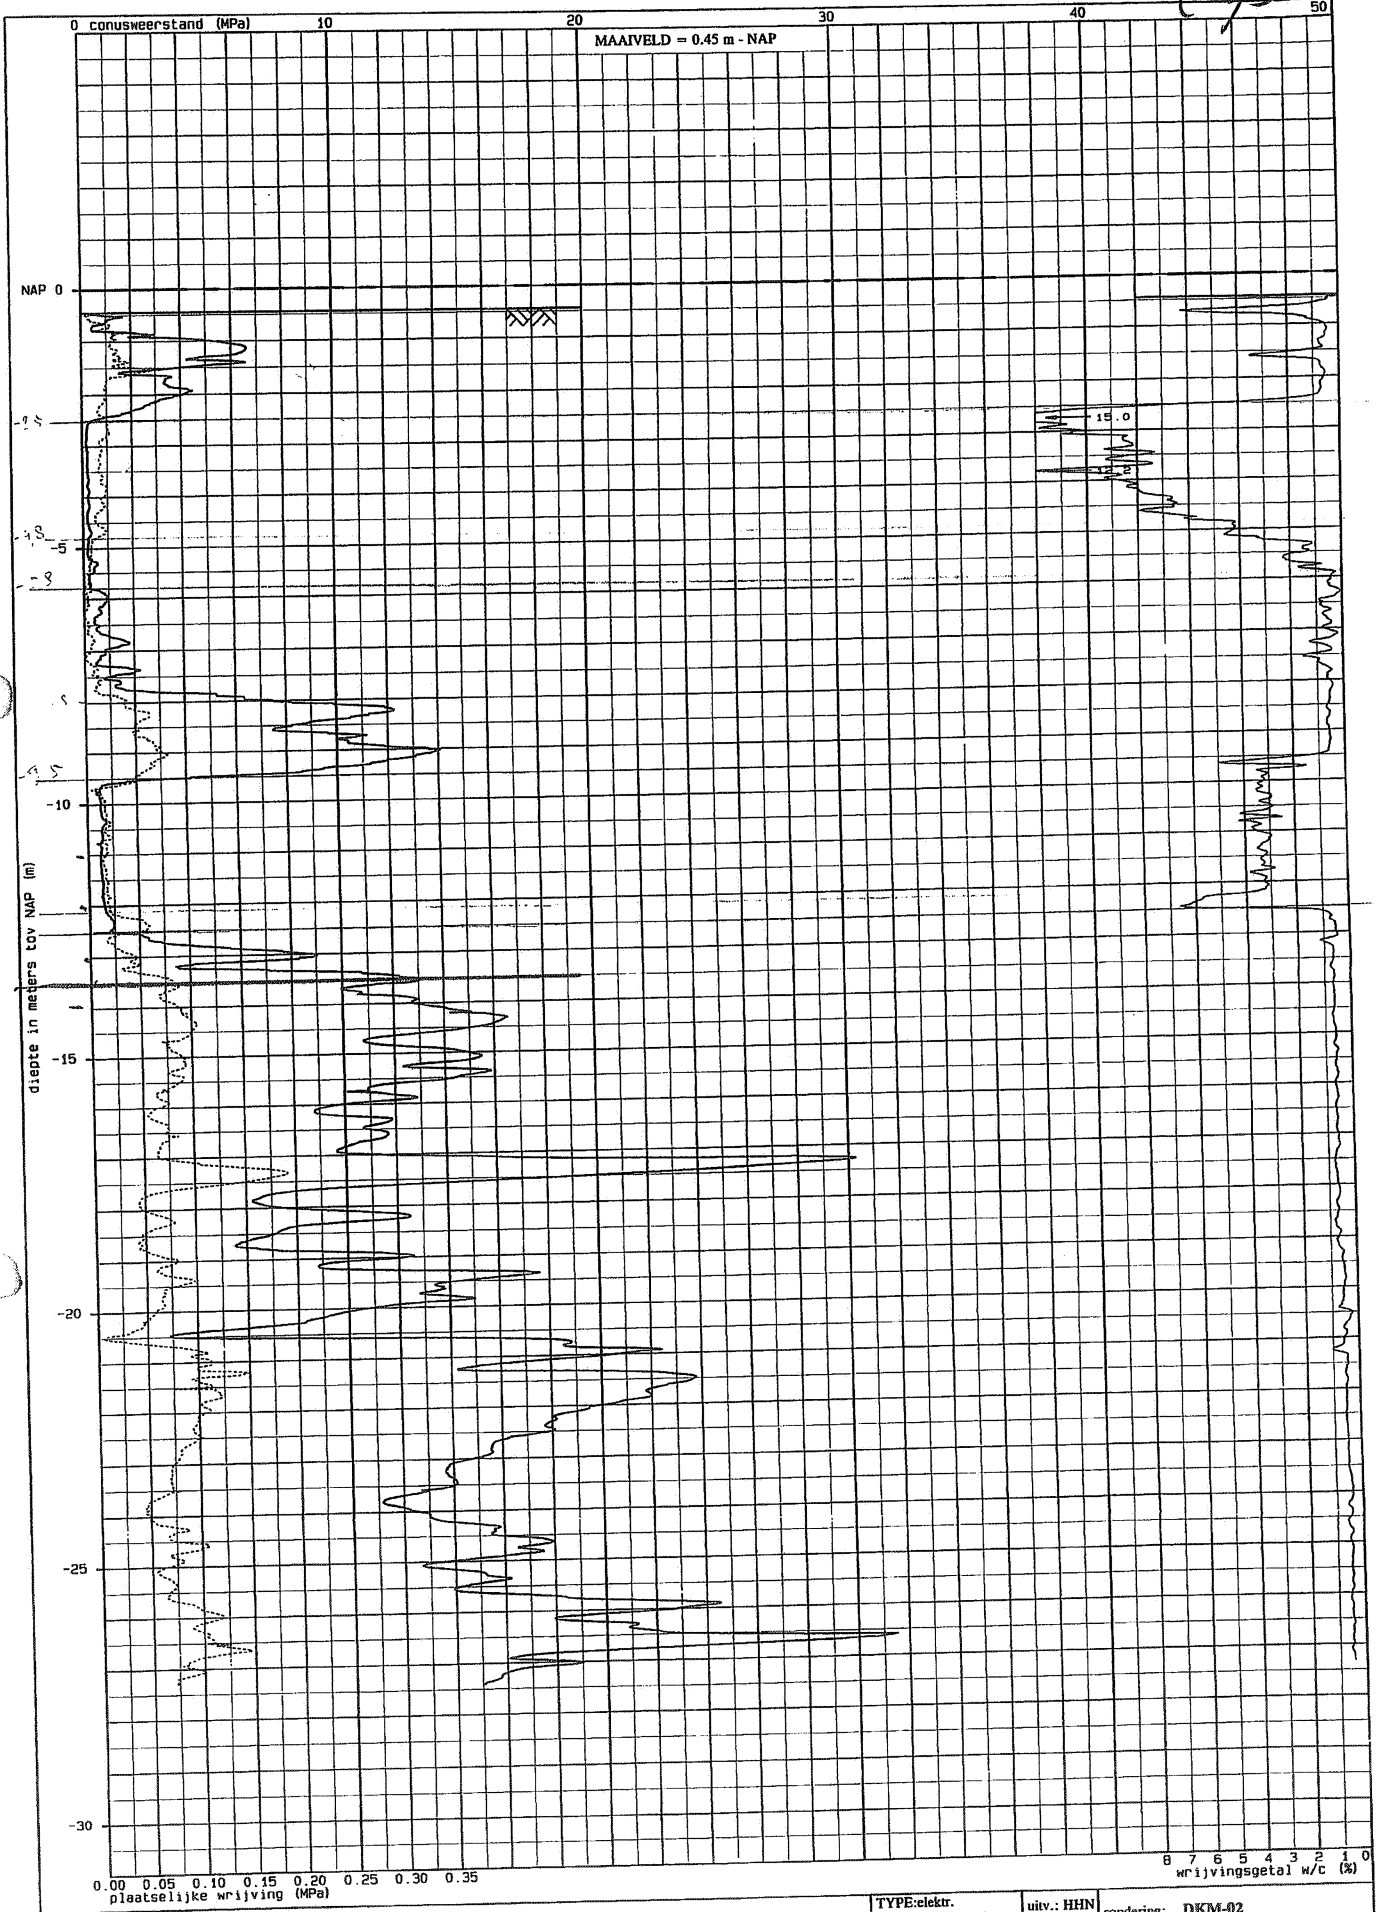 0 conusweerstand (MPa) 10 20 30 40 50
MAAIVELD = 0.45 m - NAP
NAP 0
15.0
12.2
-5
-10
diepte in meters tov NAP (m)
-15
-20
-25
-30
0.00 0.05 0.10 0.15 0.20 0.25 0.30 0.35
plaatselijke wrijving (MPa)
8 7 6 5 4 3 2 1 0
wrijvingsgetal w/c (%)
TYPE:elektr. uitv.: HHN sondering: DKM-02